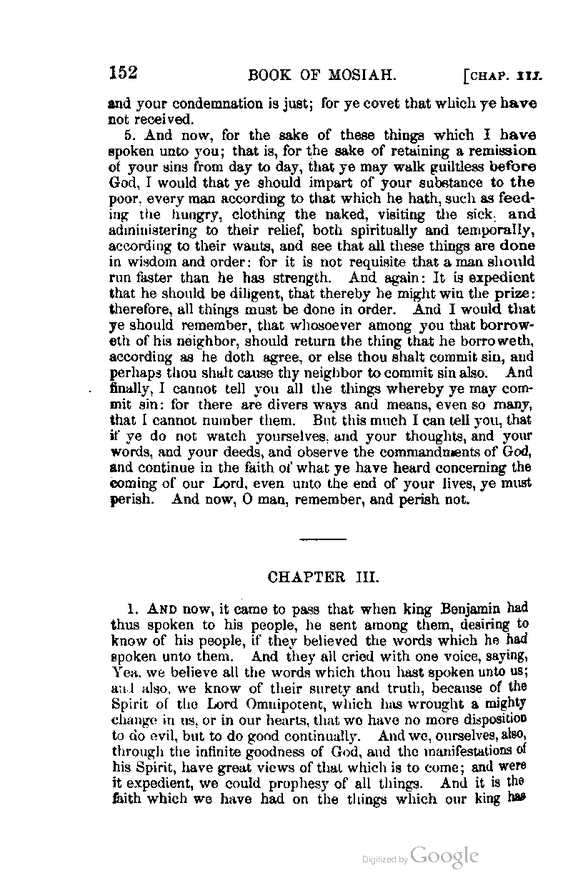 152 BOOK OF MOSIAH. [CHAP. III.
and your condemnation is just; for ye covet that which ye have
not received.
5. And now, for the sake of these things which I have
spoken unto you; that is, for the sake of retaining a remission
of your sins from day to day, that ye may walk guiltless before
God, I would that ye should impart of your substance to the
poor, every man according to that which he hath, such as feed-
ing the hungry, clothing the naked, visiting the sick, and
administering to their relief, both spiritually and temporally,
according to their wants, and see that all these things are done
in wisdom and order: for it is not requisite that a man should
run faster than he has strength. And again: It is expedient
that he should be diligent, that thereby he might win the prize:
therefore, all things must be done in order. And I would that
ye should remember, that whosoever among you that borrow-
eth of his neighbor, should return the thing that he borroweth,
according as he doth agree, or else thou shalt commit sin, and
perhaps thou shalt cause thy neighbor to commit sin also. And
finally, I cannot tell you all the things whereby ye may com-
mit sin: for there are divers ways and means, even so many,
that I cannot number them. But this much I can tell you, that
if ye do not watch yourselves, and your thoughts, and your
words, and your deeds, and observe the commandments of God,
and continue in the faith of what ye have heard concerning the
coming of our Lord, even unto the end of your lives, ye must
perish. And now, O man, remember, and perish not.
CHAPTER III.
1. AND now, it came to pass that when king Benjamin had
thus spoken to his people, he sent among them, desiring to
know of his people, if they believed the words which he had
spoken unto them. And they all cried with one voice, saying,
Yea, we believe all the words which thou hast spoken unto us;
and also, we know of their surety and truth, because of the
Spirit of the Lord Omnipotent, which has wrought a mighty
change in us, or in our hearts, that we have no more disposition
to do evil, but to do good continually. And we, ourselves, also,
through the infinite goodness of God, and the manifestations of
his Spirit, have great views of that which is to come; and were
it expedient, we could prophesy of all things. And it is the
faith which we have had on the things which our king has
Digitized by Google